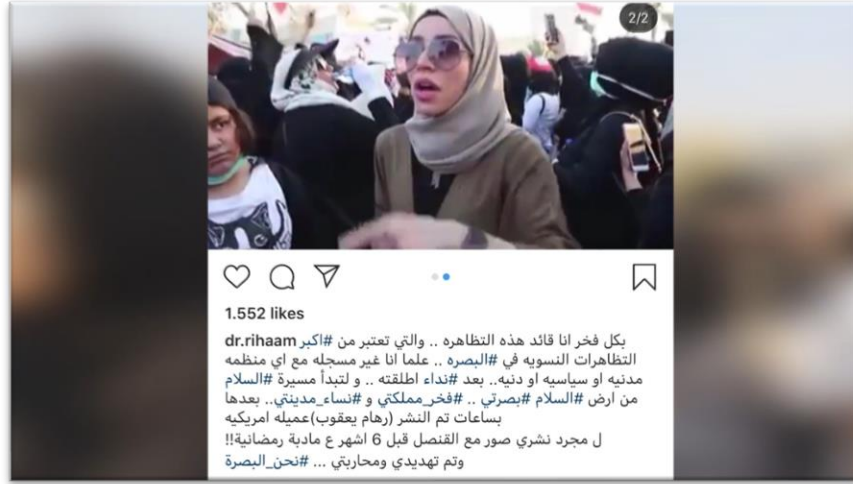 2/2
1.552 likes
dr.rihaam بكل فخر انا قائد هذه التظاهره .. والتي تعتبر من #اكبر
التظاهرات النسويه في #البصره .. علما انا غير مسجله مع اي منظمه
مدنيه او سياسيه او دنيه.. بعد #نداء اطلقته .. و لتبدأ مسيرة #السلام
من ارض #السلام #بصرتي .. #فخر_مملكتي و #نساء_مدينتي.. بعدها
بساعات تم النشر (رهام يعقوب)عميله امريكيه
ل مجرد نشري صور مع القنصل قبل 6 اشهر ع مادبة رمضانية!!
وتم تهديدي ومحاربتي ... #نحن_البصرة